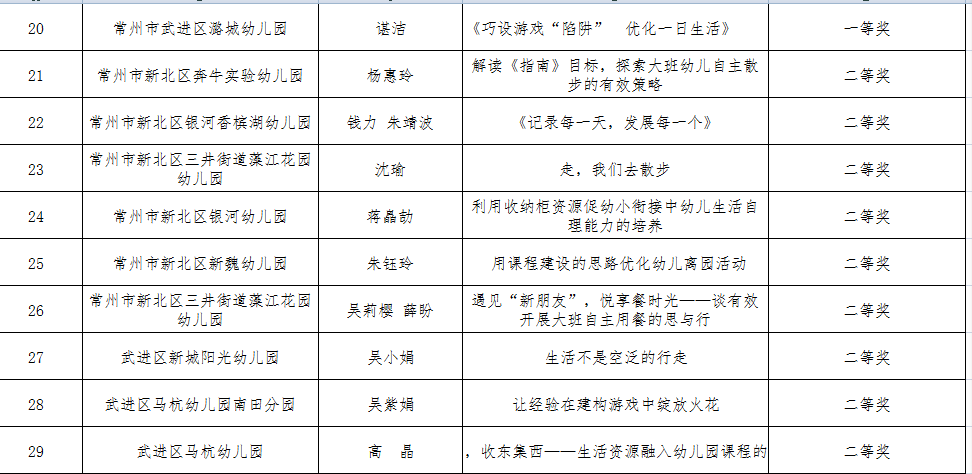 20 常州市武进区潞城幼儿园 谌洁 《巧设游戏“陷阱” 优化一日生活》 一等奖
21 常州市新北区奔牛实验幼儿园 杨惠玲 解读《指南》目标，探索大班幼儿自主散
步的有效策略 二等奖
22 常州市新北区银河香槟湖幼儿园 钱力 朱靖波 《记录每一天，发展每一个》 二等奖
23 常州市新北区三井街道藻江花园
幼儿园 沈瑜 走，我们去散步 二等奖
24 常州市新北区银河幼儿园 蒋晶劼 利用收纳柜资源促幼小衔接中幼儿生活自
理能力的培养 二等奖
25 常州市新北区新魏幼儿园 朱钰玲 用课程建设的思路优化幼儿离园活动 二等奖
26 常州市新北区三井街道藻江花园
幼儿园 吴莉樱 薛盼 遇见“新朋友”，悦享餐时光——谈有效
开展大班自主用餐的思与行 二等奖
27 武进区新城阳光幼儿园 吴小娟 生活不是空泛的行走 二等奖
28 武进区马杭幼儿园南田分园 吴紫娟 让经验在建构游戏中绽放火花 二等奖
29 武进区马杭幼儿园 高 晶 ，收东集西——生活资源融入幼儿园课程的 二等奖